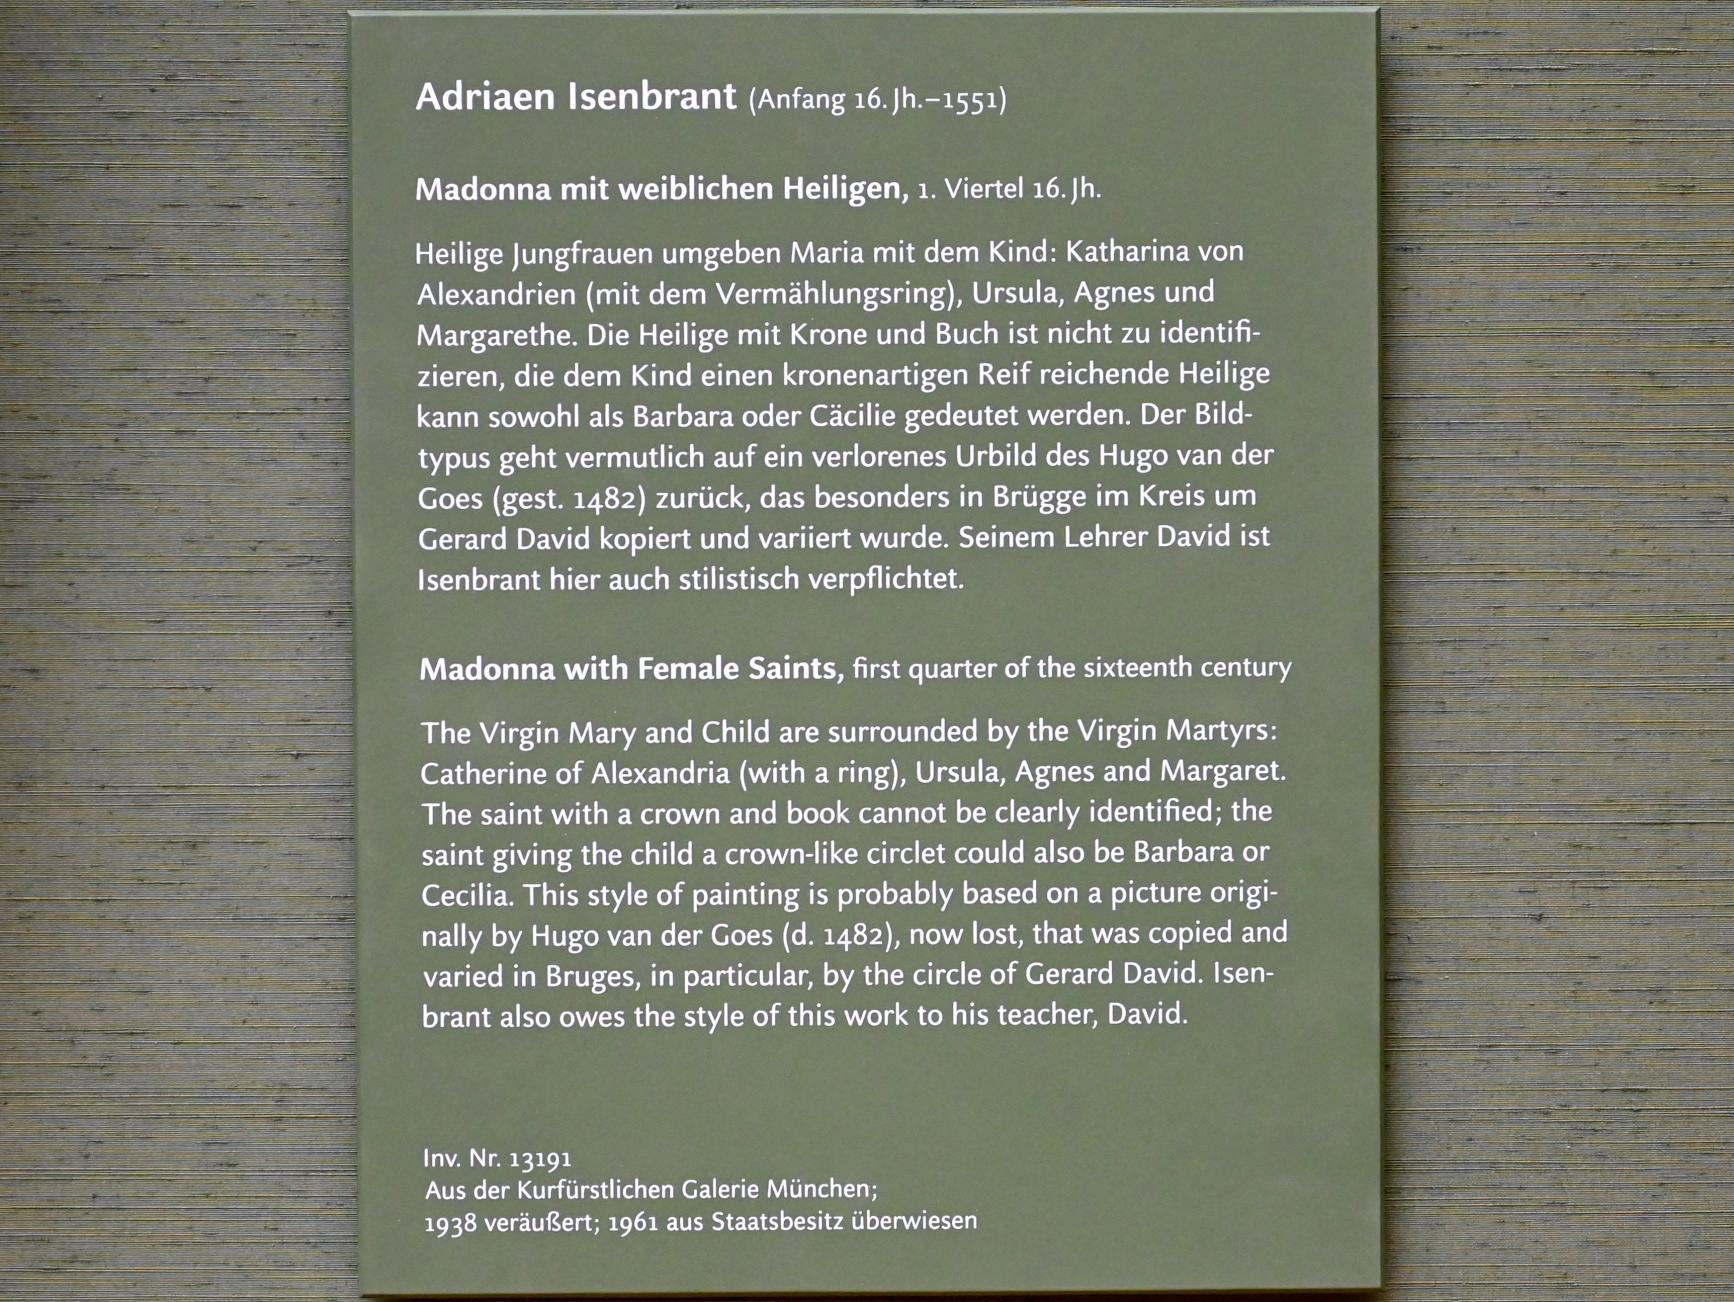 Adriaen Isenbrant (Anfang 16. Jh.–1551)
Madonna mit weiblichen Heiligen, 1. Viertel 16. Jh.
Heilige Jungfrauen umgeben Maria mit dem Kind: Katharina von
Alexandrien (mit dem Vermählungsring), Ursula, Agnes und
Margarethe. Die Heilige mit Krone und Buch ist nicht zu identifi-
zieren, die dem Kind einen kronenartigen Reif reichende Heilige
kann sowohl als Barbara oder Cäcilie gedeutet werden. Der Bild-
typus geht vermutlich auf ein verlorenes Urbild des Hugo van der
Goes (gest. 1482) zurück, das besonders in Brügge im Kreis um
Gerard David kopiert und variiert wurde. Seinem Lehrer David ist
Isenbrant hier auch stilistisch verpflichtet.
Madonna with Female Saints, first quarter of the sixteenth century
The Virgin Mary and Child are surrounded by the Virgin Martyrs:
Catherine of Alexandria (with a ring), Ursula, Agnes and Margaret.
The saint with a crown and book cannot be clearly identified; the
saint giving the child a crown-like circlet could also be Barbara or
Cecilia. This style of painting is probably based on a picture origi-
nally by Hugo van der Goes (d. 1482), now lost, that was copied and
varied in Bruges, in particular, by the circle of Gerard David. Isen-
brant also owes the style of this work to his teacher, David.
Inv. Nr. 13191
Aus der Kurfürstlichen Galerie München;
1938 veräußert; 1961 aus Staatsbesitz überwiesen